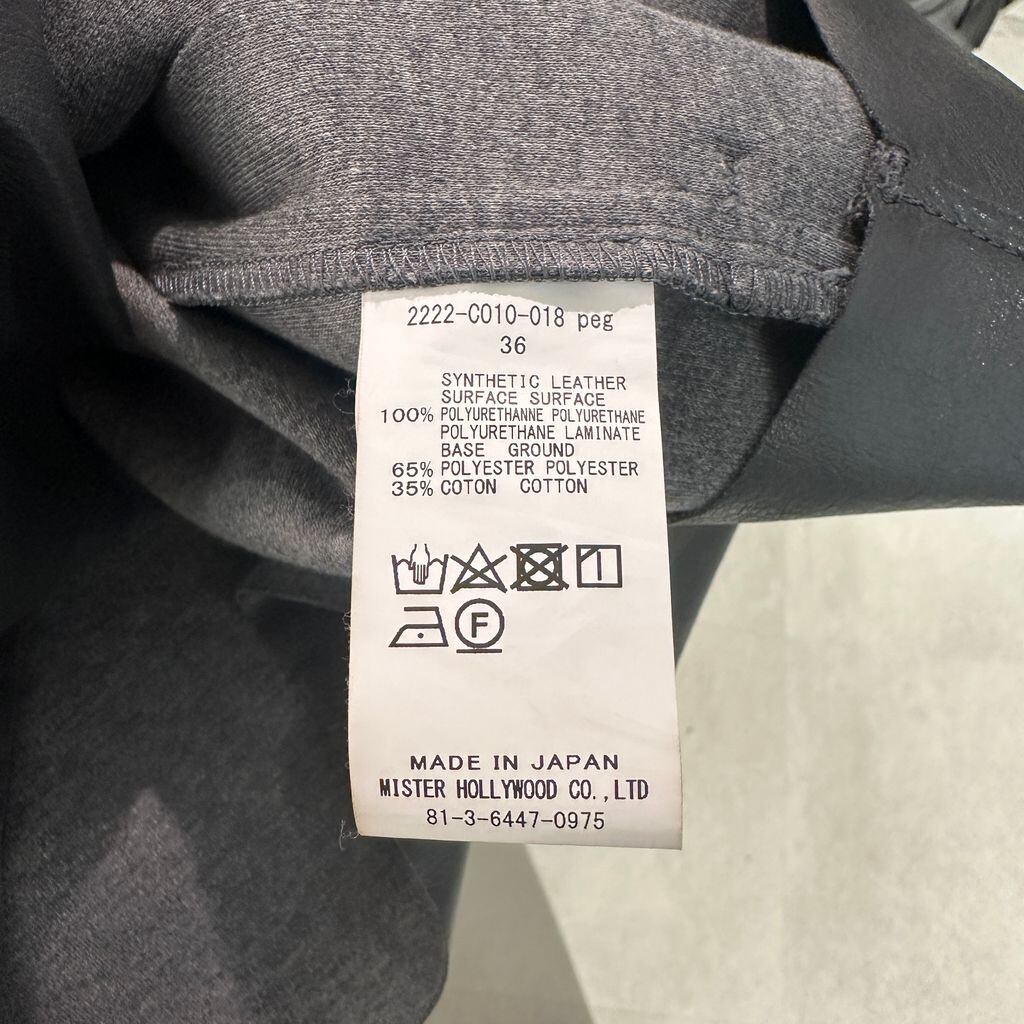 2222-C010-018 peg
36
SYNTHETIC LEATHER
SURFACE SURFACE
100% POLYURETHANNE POLYURETHANE
POLYURETHANE LAMINATE
BASE GROUND
65% POLYESTER POLYESTER
35% COTON COTTON
F
MADE IN JAPAN
MISTER HOLLYWOOD CO.,LTD
81-3-6447-0975